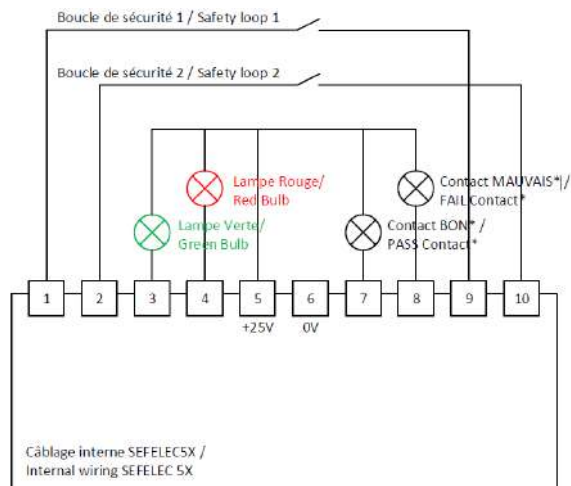 Boucle de sécurité 1 / Safety loop 1
Boucle de sécurité 2 / Safety loop 2
Lampe Rouge/
Red Bulb
Contact MAUVAIS*|/
FAIL Contact*
Lampe Verte/
Green Bulb
Contact BON* /
PASS Contact*
1 2 3 4 5 6 7 8 9 10
+25V 0V
Câblage interne SEFELEC5X /
Internal wiring SEFELEC 5X